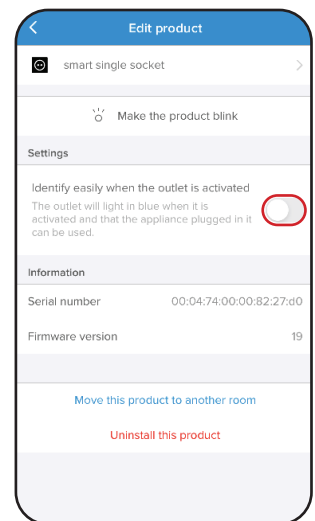 Edit product
smart single socket
Make the product blink
Settings
Identify easily when the outlet is activated
The outlet will light in blue when it is
activated and that the appliance plugged in it
can be used.
Information
Serial number 00:04:74:00:00:82:27:d0
Firmware version 19
Move this product to another room
Uninstall this product